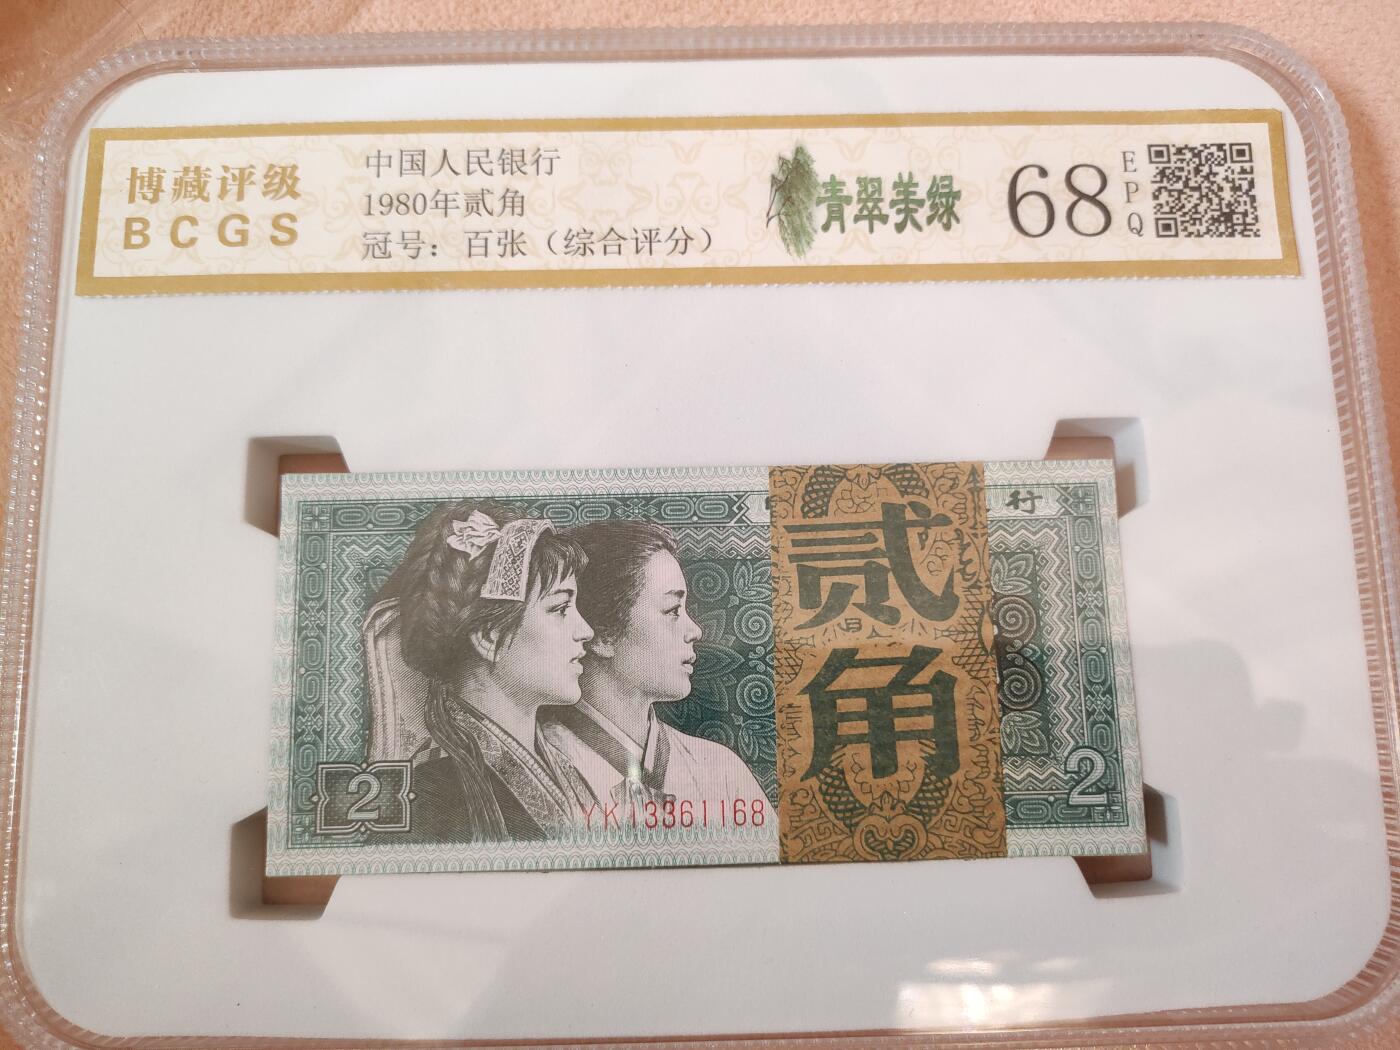 博藏评级
BCGS
中国人民银行
1980年贰角
冠号：百张（综合评分）
青翠美绿
68
EPQ
行
贰角
2
YK13361168
2